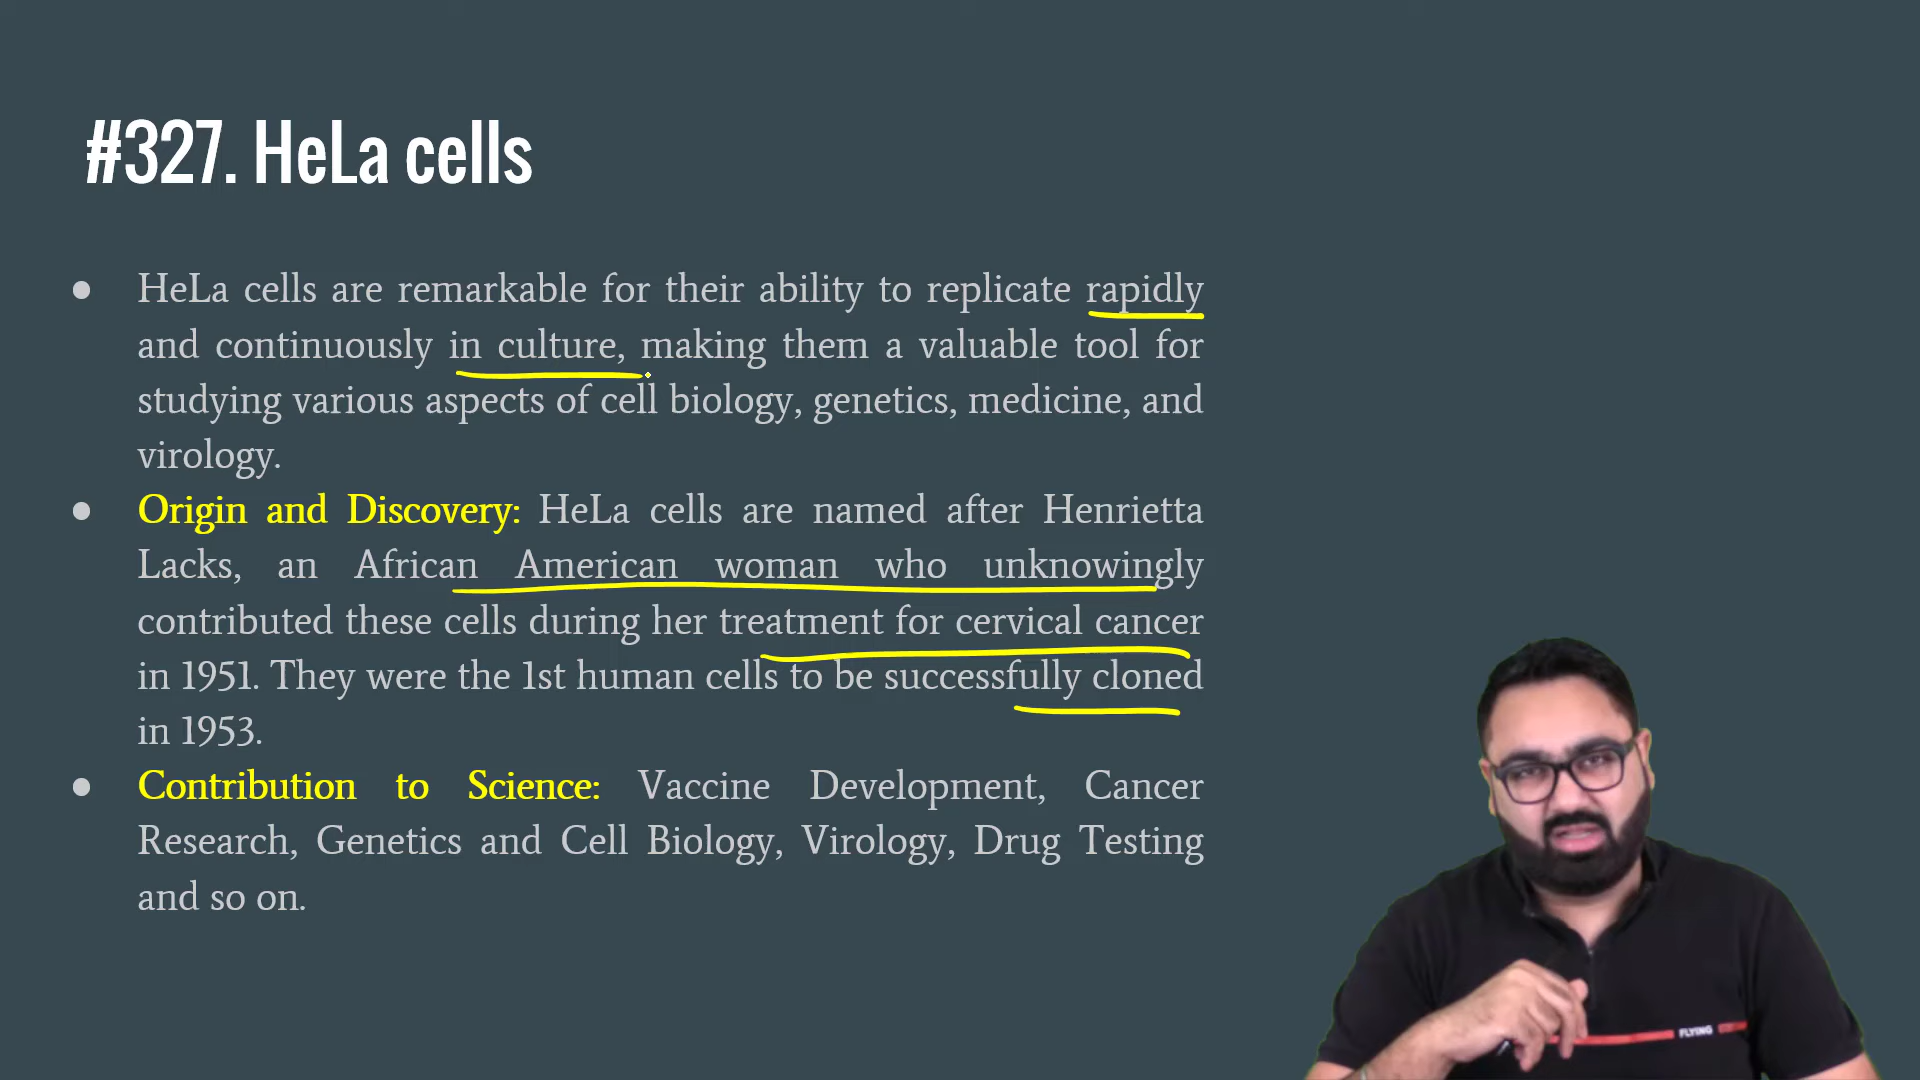 #327. HeLa cells
● HeLa cells are remarkable for their ability to replicate rapidly
and continuously in culture, making them a valuable tool for
studying various aspects of cell biology, genetics, medicine, and
virology.
● Origin and Discovery: HeLa cells are named after Henrietta
Lacks, an African American woman who unknowingly
contributed these cells during her treatment for cervical cancer
in 1951. They were the 1st human cells to be successfully cloned
in 1953.
● Contribution to Science: Vaccine Development, Cancer
Research, Genetics and Cell Biology, Virology, Drug Testing
and so on.
FLYING